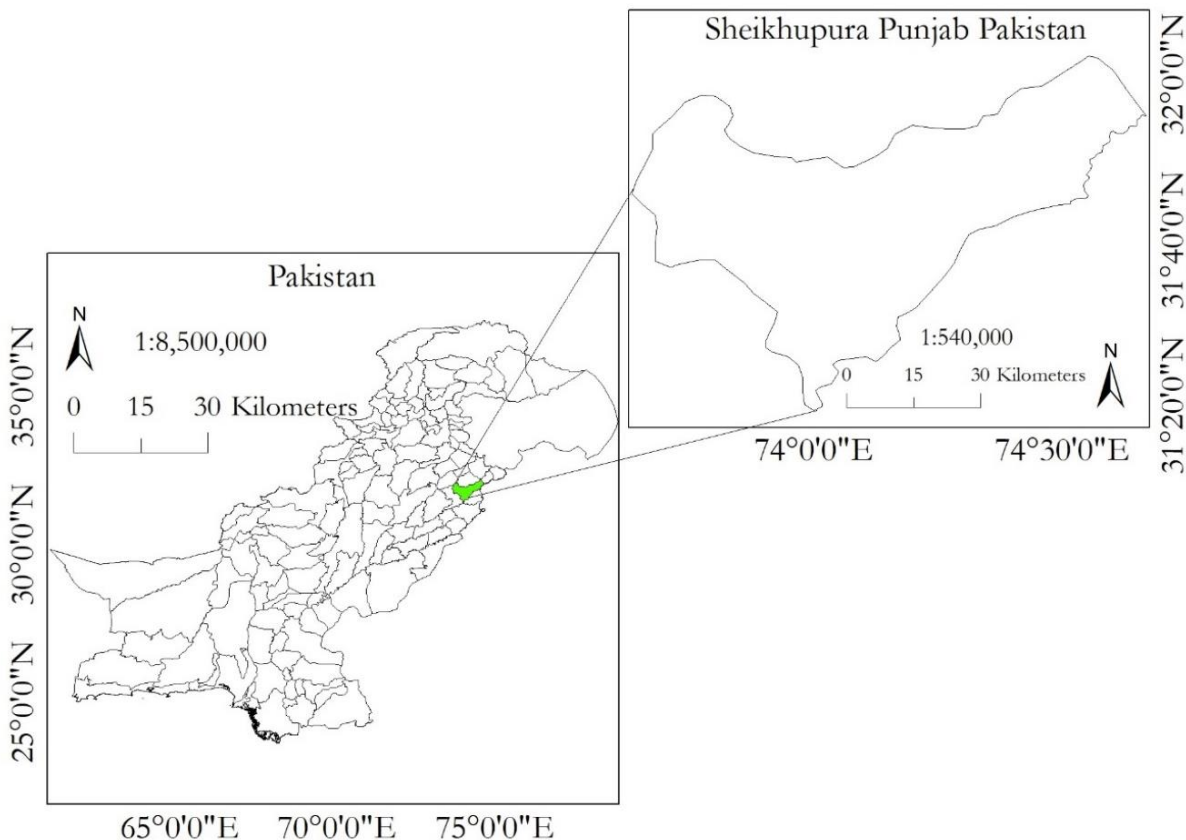 Sheikhupura Punjab Pakistan
32°0'0"N
31°40'0"N
31°20'0"N
1:540,000
N
0 15 30 Kilometers
74°0'0"E 74°30'0"E
Pakistan
N
1:8,500,000
0 15 30 Kilometers
35°0'0"N
30°0'0"N
25°0'0"N
65°0'0"E 70°0'0"E 75°0'0"E